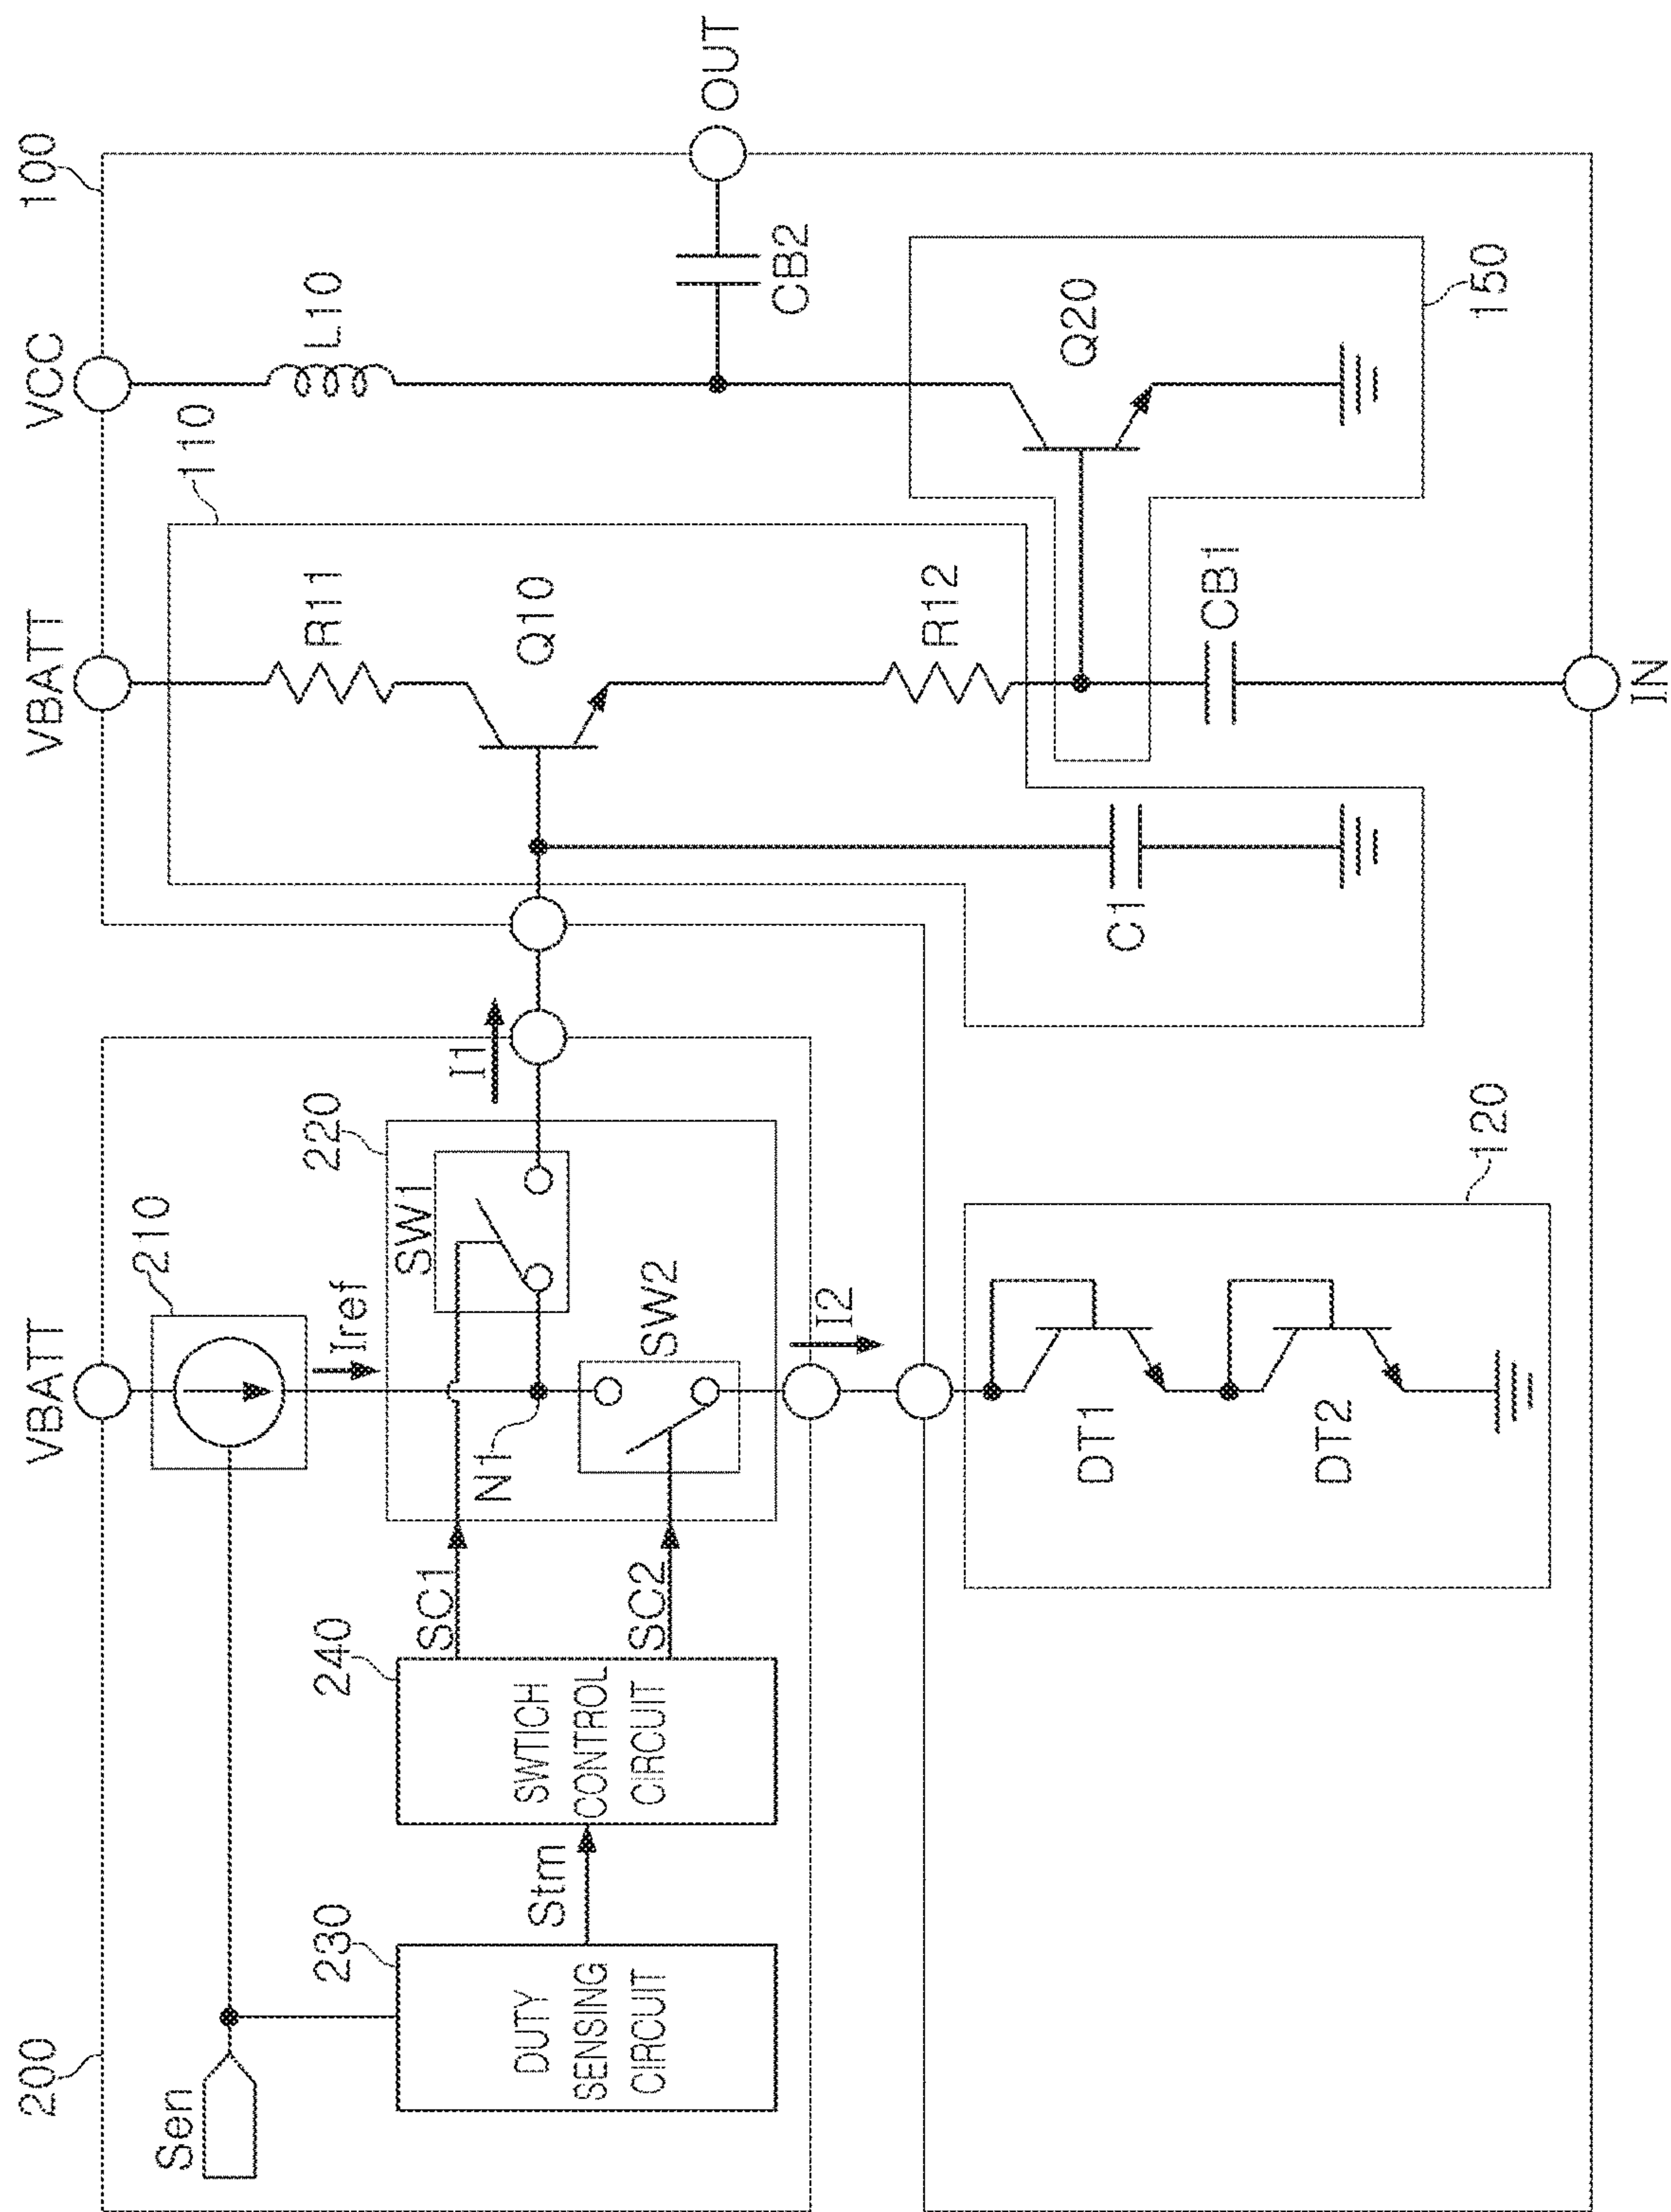 200
100
VBATT
VBATT
VCC
Sen
210
110
Iref
I1
R11
L10
220
230
240
SC1
SW1
N1
Q10
DUTY
SENSING
CIRCUIT
Stm
SWTICH
CONTROL
CIRCUIT
SC2
SW2
OUT
CB2
I2
R12
Q20
DT1
C1
CB1
DT2
120
150
IN